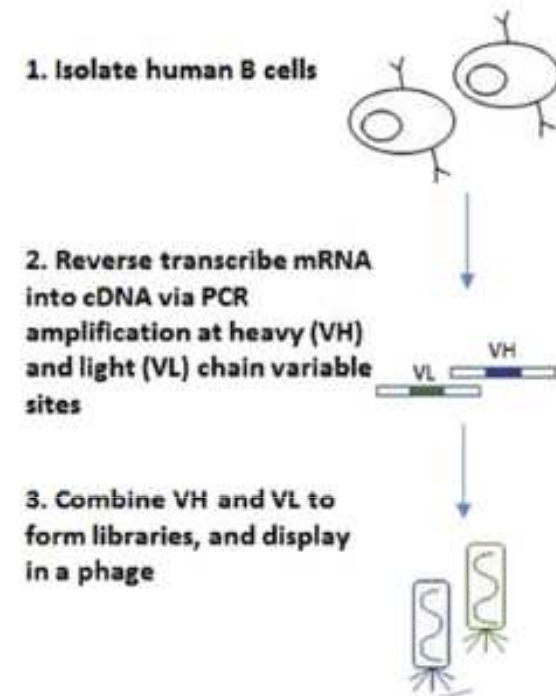 1. Isolate human B cells
2. Reverse transcribe mRNA
into cDNA via PCR
amplification at heavy (VH)
and light (VL) chain variable
sites
VH
VL
3. Combine VH and VL to
form libraries, and display
in a phage